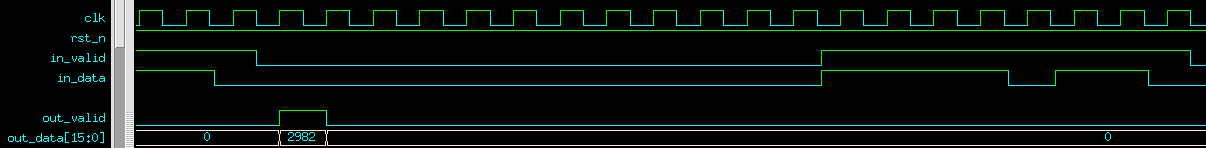 clk
rst_n
in_valid
in_data
out_valid
out_data[15:0] 0 2982 0